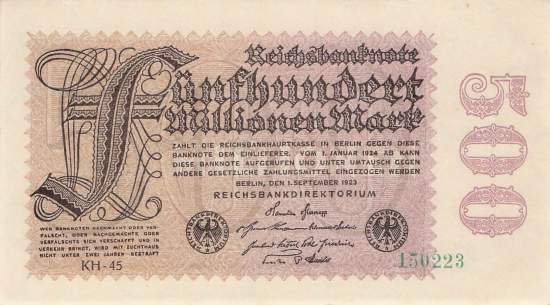 Reichsbanknote
Fünfhundert
Millionen Mark
ZAHLT DIE REICHSBANKHAUPTKASSE IN BERLIN GEGEN DIESE
BANKNOTE DEM EINLIEFERER. VOM 1. JANUAR 1924 AB KANN
DIESE BANKNOTE AUFGERUFEN UND UNTER UMTAUSCH GEGEN
ANDERE GESETZLICHE ZAHLUNGSMITTEL EINGEZOGEN WERDEN
BERLIN, DEN 1. SEPTEMBER 1923
REICHSBANKDIREKTORIUM
WER BANKNOTEN NACHMACHT ODER VER-
FÄLSCHT, ODER NACHGEMACHTE ODER
VERFÄLSCHTE SICH VERSCHAFFT UND IN
VERKEHR BRINGT, WIRD MIT ZUCHTHAUS
NICHT UNTER ZWEI JAHREN BESTRAFT
KH-45
150223
500